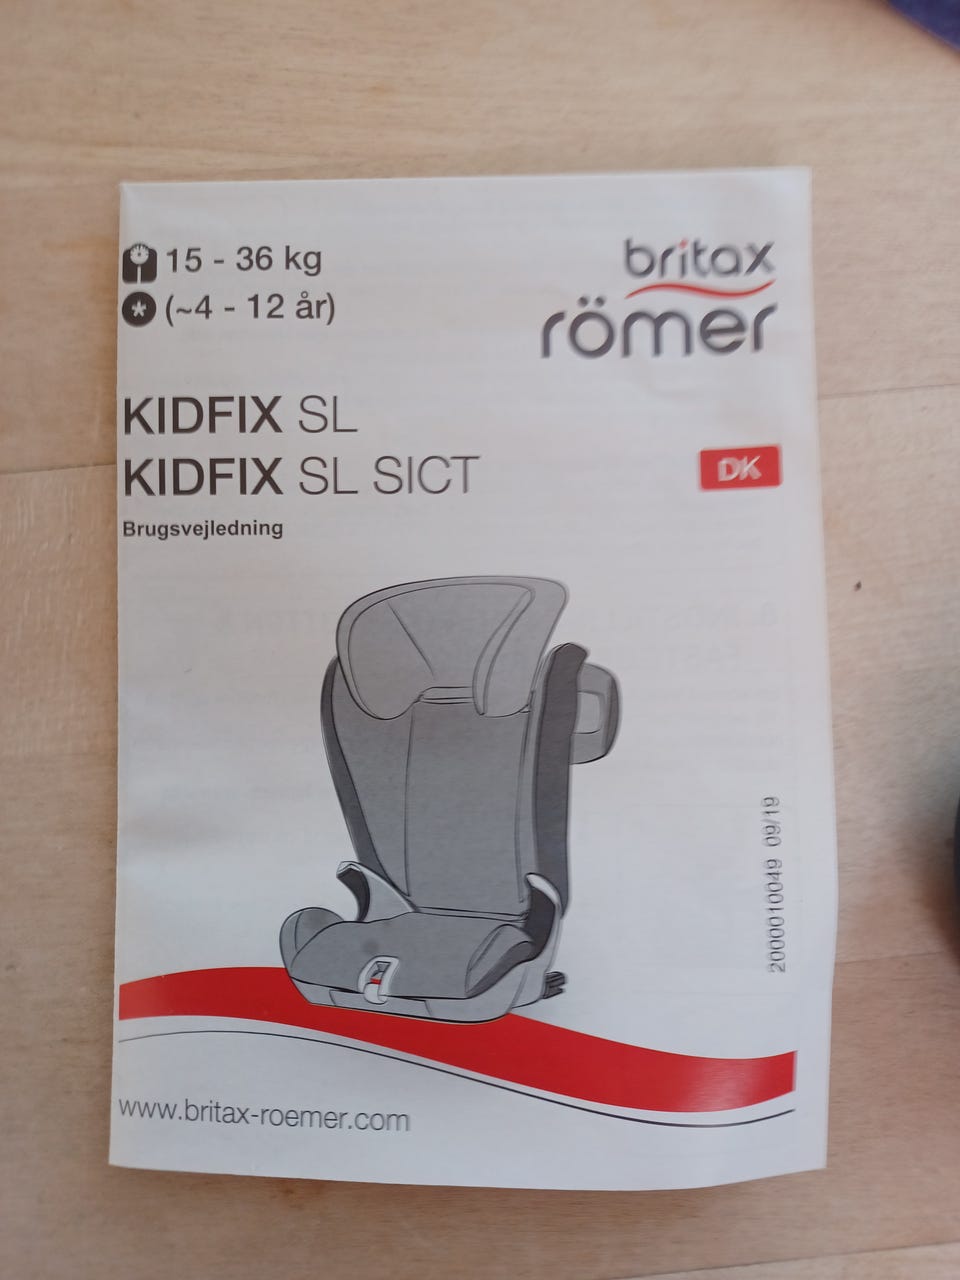 15 - 36 kg
(~4 - 12 år)
britax
römer
KIDFIX SL
KIDFIX SL SICT
DK
Brugsvejledning
2000010049 09/19
www.britax-roemer.com